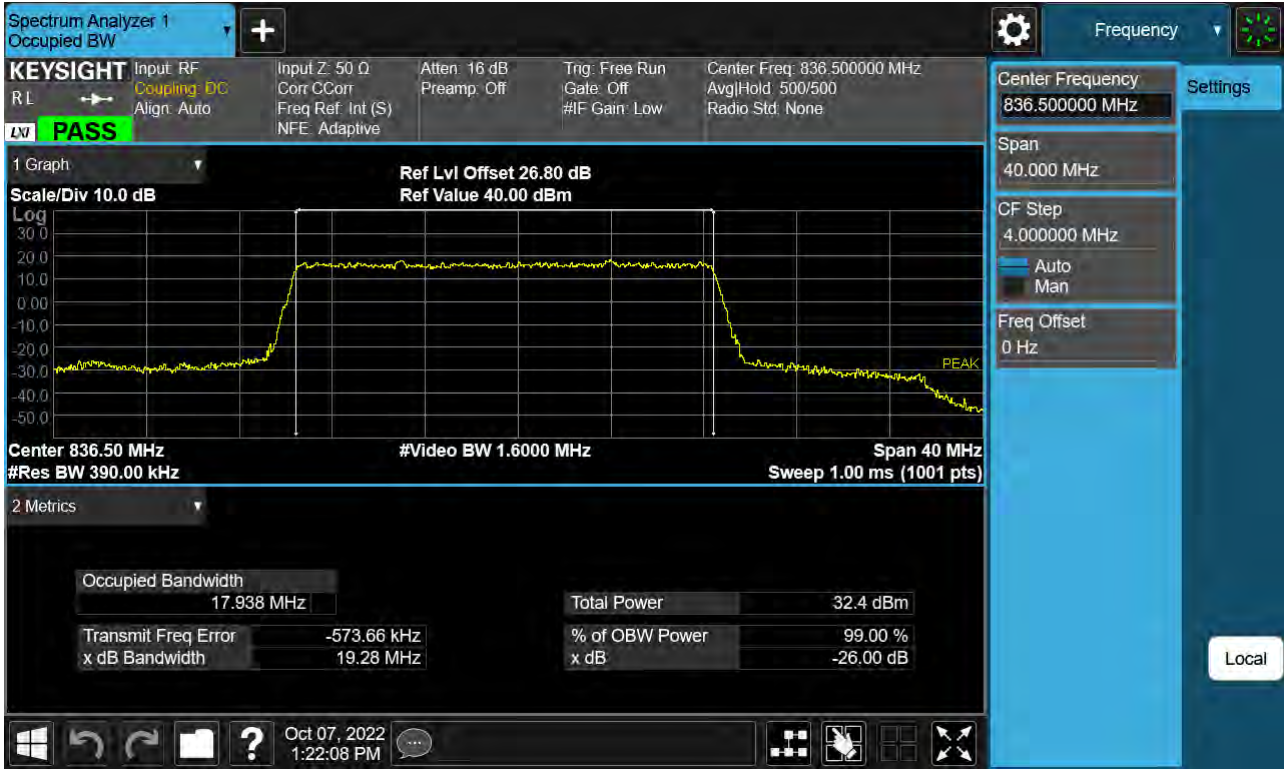 Spectrum Analyzer 1
Occupied BW
+
Frequency
KEYSIGHT
R L
LXI
PASS
Input: RF
Coupling: DC
Align: Auto
Input Z: 50 Ω
Corr CCorr
Freq Ref: Int (S)
NFE: Adaptive
Atten: 16 dB
Preamp: Off
Trig: Free Run
Gate: Off
#IF Gain: Low
Center Freq: 836.500000 MHz
Avg|Hold: 500/500
Radio Std: None
Center Frequency
836.500000 MHz
Settings
Span
40.000 MHz
CF Step
4.000000 MHz
Auto
Man
Freq Offset
0 Hz
Local
1 Graph
Scale/Div 10.0 dB
Ref Lvl Offset 26.80 dB
Ref Value 40.00 dBm
Log
30.0
20.0
10.0
0.00
-10.0
-20.0
-30.0
-40.0
-50.0
PEAK
Center 836.50 MHz
#Video BW 1.6000 MHz
Span 40 MHz
#Res BW 390.00 kHz
Sweep 1.00 ms (1001 pts)
2 Metrics
Occupied Bandwidth
17.938 MHz
Total Power 32.4 dBm
Transmit Freq Error -573.66 kHz
% of OBW Power 99.00 %
x dB Bandwidth 19.28 MHz
x dB -26.00 dB
?
Oct 07, 2022
1:22:08 PM